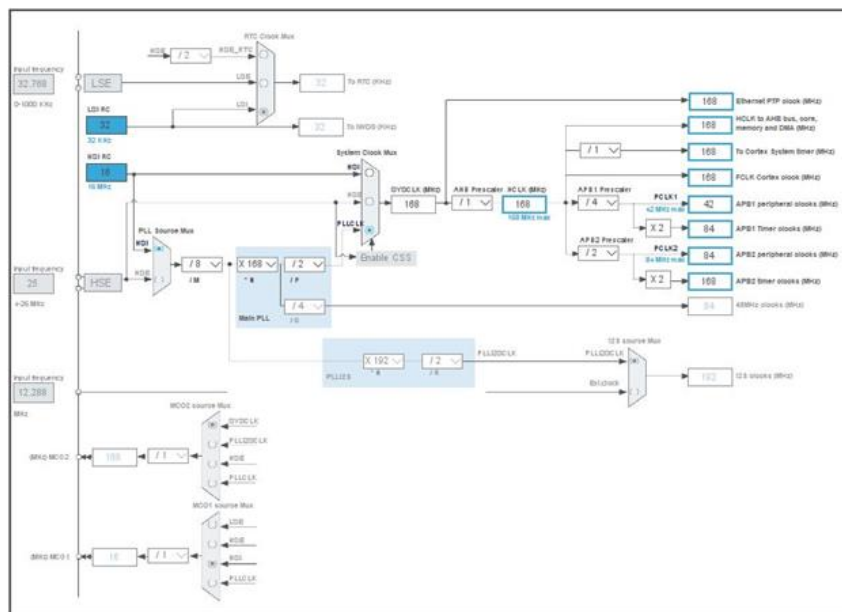 RTC Clock Mux
HSE
/ 2
HSE_RTC
Input frequency
32.768
LSE
LSE
32
To RTC (KHz)
0-1000 KHz
LSI RC
LSI
32
32 KHz
32
To IWDG (KHz)
HSI RC
16
16 MHz
System Clock Mux
HSI
HSE
PLLCLK
SYSCLK (MHz)
168
AHB Prescaler
/ 1
HCLK (MHz)
168
168 MHz max
168
Ethernet PTP clock (MHz)
168
HCLK to AHB bus, core,
memory and DMA (MHz)
/ 1
168
To Cortex System timer (MHz)
168
FCLK Cortex clock (MHz)
APB1 Prescaler
/ 4
PCLK1
42 MHz max
42
APB1 peripheral clocks (MHz)
X 2
84
APB1 Timer clocks (MHz)
APB2 Prescaler
/ 2
PCLK2
84 MHz max
84
APB2 peripheral clocks (MHz)
X 2
168
APB2 timer clocks (MHz)
PLL Source Mux
HSI
HSE
/ 8
/ M
X 168
* N
/ 2
/ P
Enable CSS
/ 4
/ Q
Main PLL
84
48MHz clocks (MHz)
Input frequency
25
HSE
4-26 MHz
PLLI2S
X 192
* N
/ 2
/ R
PLLI2SCLK
I2S source Mux
PLLI2SCLK
Ext.clock
192
I2S clocks (MHz)
Input frequency
12.288
MHz
MCO2 source Mux
SYSCLK
PLLI2SCLK
HSE
PLLCLK
(MHz) MCO2
168
/ 1
MCO1 source Mux
LSE
HSE
HSI
PLLCLK
(MHz) MCO1
16
/ 1